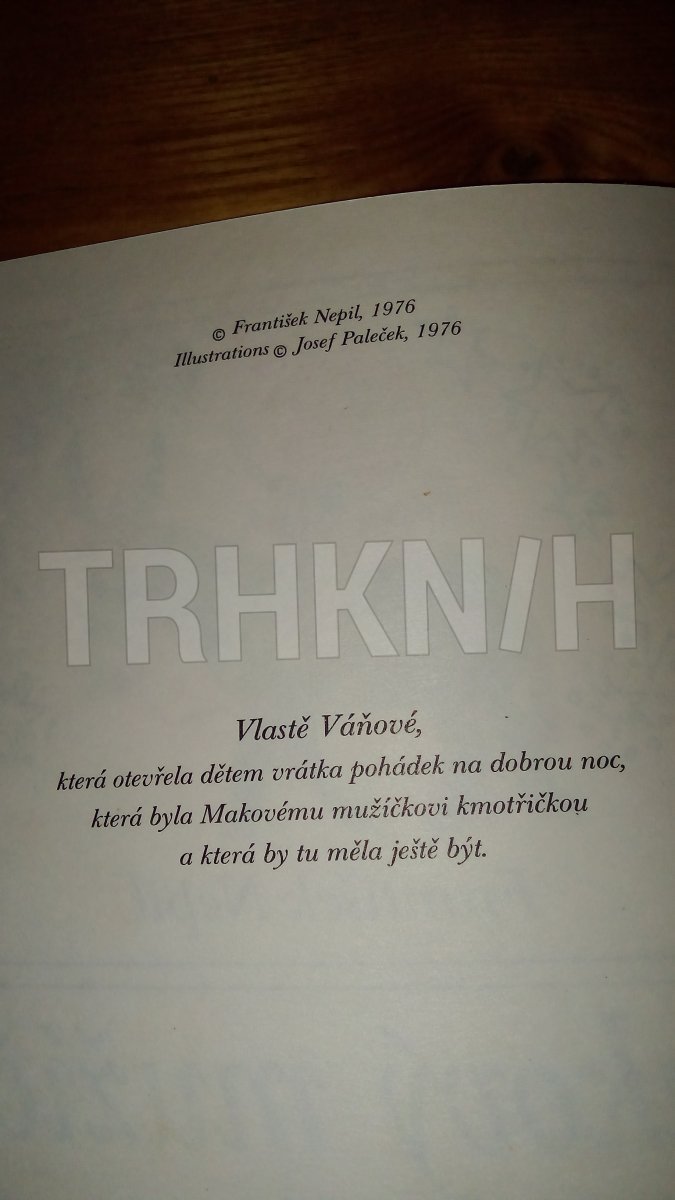 © František Nepil, 1976
Illustrations © Josef Paleček, 1976
TRHKNIH
Vlastě Váňové,
která otevřela dětem vrátka pohádek na dobrou noc,
která byla Makovému mužíčkovi kmotřičkou
a která by tu měla ještě být.